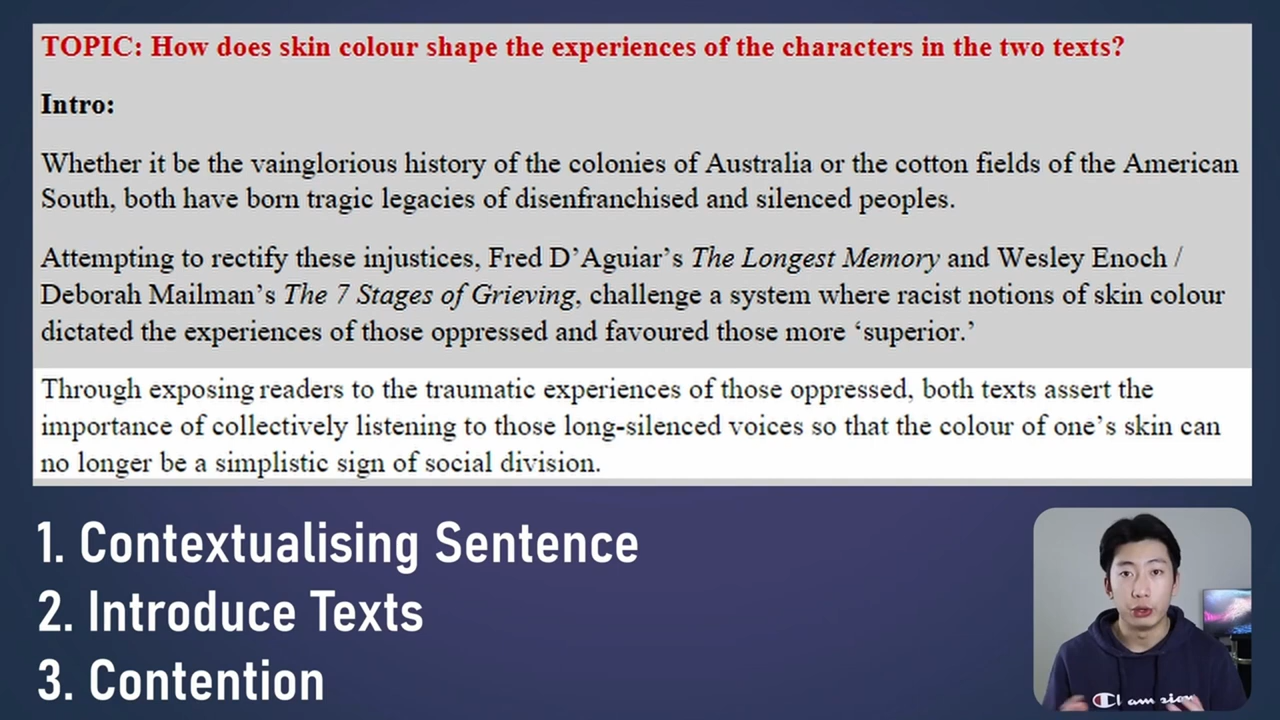 TOPIC: How does skin colour shape the experiences of the characters in the two texts?
Intro:
Whether it be the vainglorious history of the colonies of Australia or the cotton fields of the American
South, both have born tragic legacies of disenfranchised and silenced peoples.
Attempting to rectify these injustices, Fred D’Aguiar’s The Longest Memory and Wesley Enoch /
Deborah Mailman’s The 7 Stages of Grieving, challenge a system where racist notions of skin colour
dictated the experiences of those oppressed and favoured those more ‘superior.’
Through exposing readers to the traumatic experiences of those oppressed, both texts assert the
importance of collectively listening to those long-silenced voices so that the colour of one’s skin can
no longer be a simplistic sign of social division.
1. Contextualising Sentence
2. Introduce Texts
3. Contention